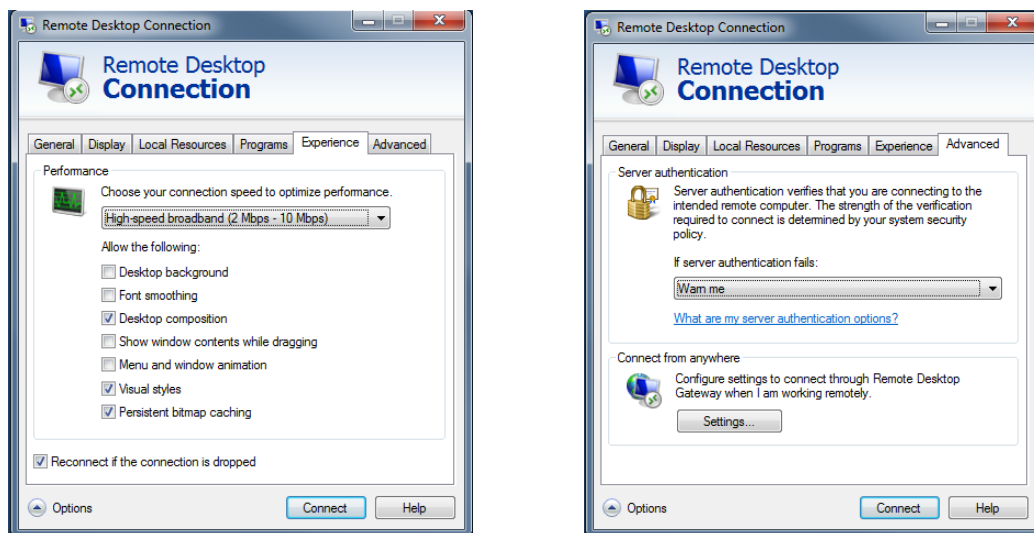 Remote Desktop Connection
Remote Desktop
Connection
General Display Local Resources Programs Experience Advanced
Performance
Choose your connection speed to optimize performance.
High-speed broadband (2 Mbps - 10 Mbps)
Allow the following:
Desktop background
Font smoothing
Desktop composition
Show window contents while dragging
Menu and window animation
Visual styles
Persistent bitmap caching
Reconnect if the connection is dropped
Options Connect Help
Remote Desktop Connection
Remote Desktop
Connection
General Display Local Resources Programs Experience Advanced
Server authentication
Server authentication verifies that you are connecting to the
intended remote computer. The strength of the verification
required to connect is determined by your system security
policy.
If server authentication fails:
Warn me
What are my server authentication options?
Connect from anywhere
Configure settings to connect through Remote Desktop
Gateway when I am working remotely.
Settings...
Options Connect Help